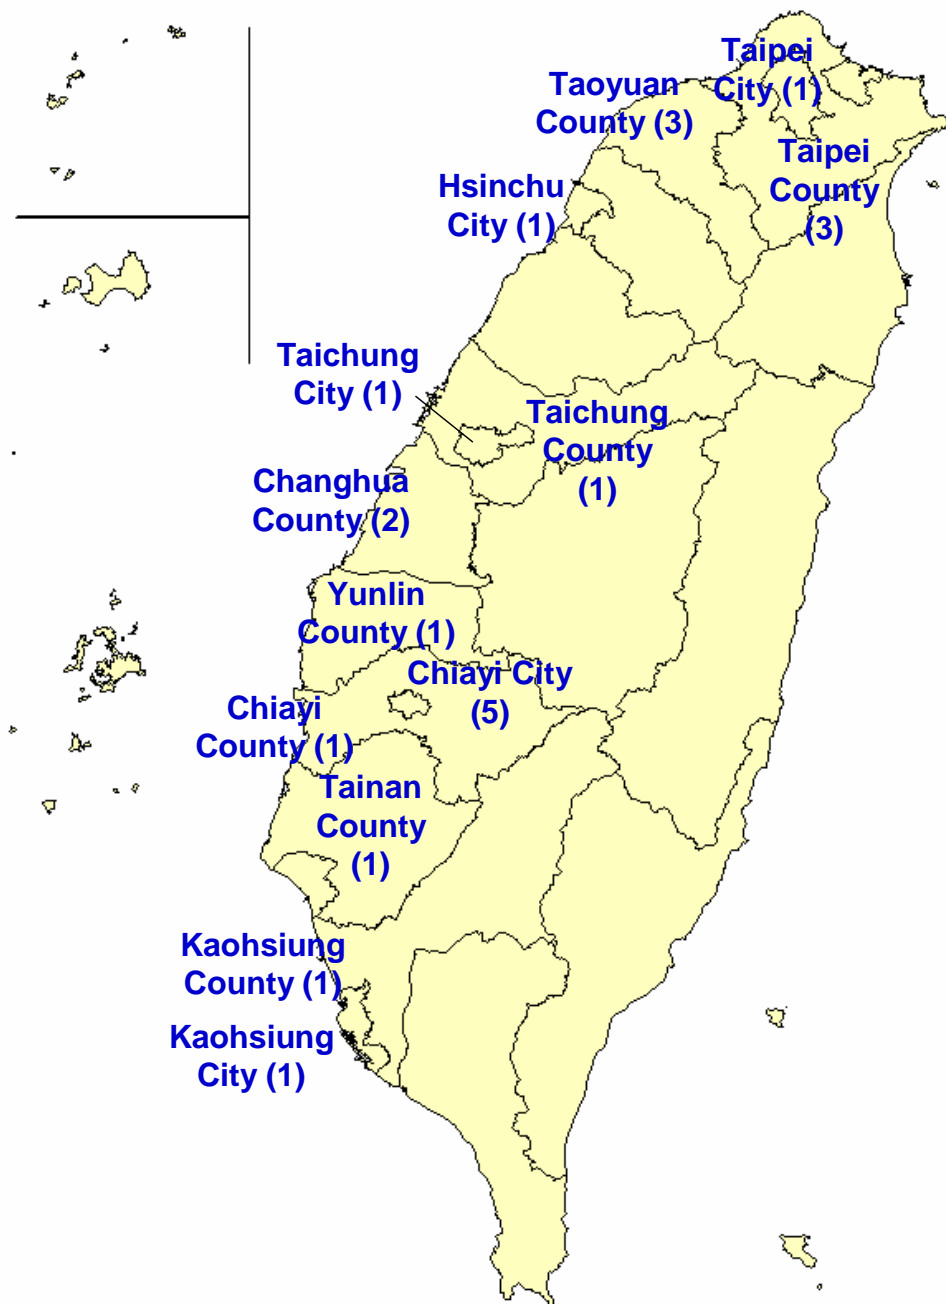 Taipei
City (1)
Taoyuan
County (3)
Taipei
County
(3)
Hsinchu
City (1)
Taichung
City (1)
Taichung
County
(1)
Changhua
County (2)
Yunlin
County (1)
Chiayi City
(5)
Chiayi
County (1)
Tainan
County
(1)
Kaohsiung
County (1)
Kaohsiung
City (1)